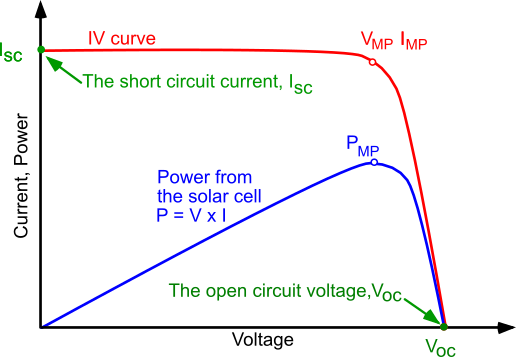 IV curve
VMP IMP
ISC
The short circuit current, ISC
PMP
Power from
the solar cell
P = V x I
Current, Power
The open circuit voltage,VOC
Voltage
VOC